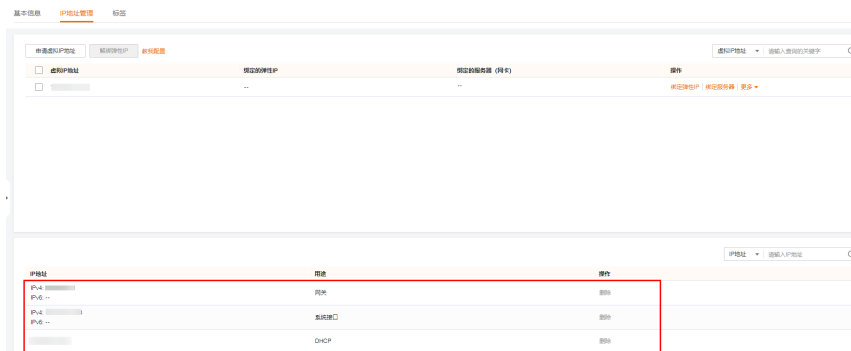 基本信息 IP地址管理 标签
申请虚拟IP地址 解绑弹性IP 教我配置 虚拟IP地址 请输入查询的关键字
虚拟IP地址 绑定的弹性IP 绑定的服务器（网卡） 操作
-- -- 绑定弹性IP 绑定服务器 更多
IP地址 请输入IP地址
IP地址 用途 操作
IPv4:
IPv6: --
网关 删除
IPv4:
IPv6: --
系统接口 删除
DHCP 删除